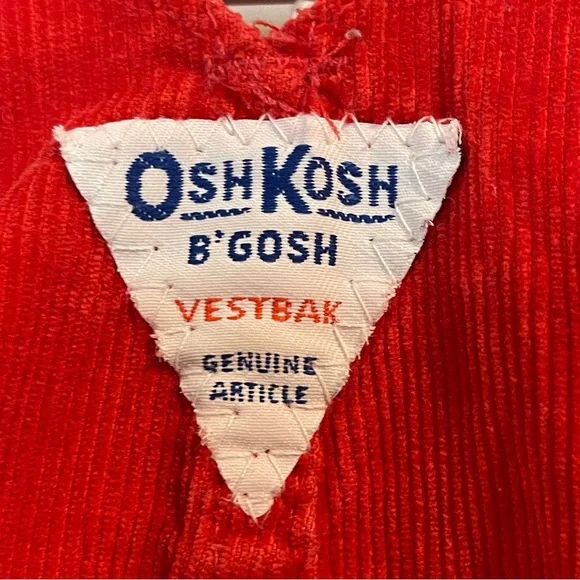 OSHKOSH
B'GOSH
VESTBAK
GENUINE
ARTICLE